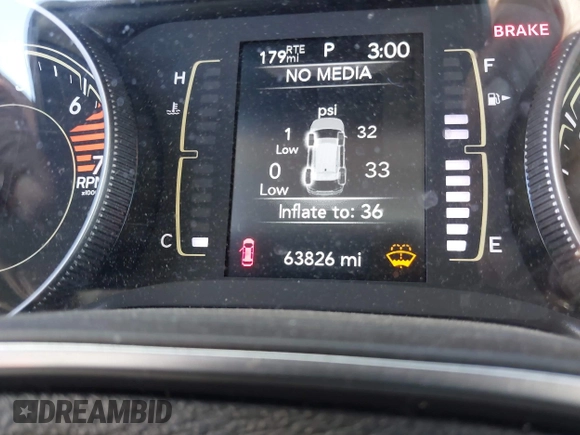 BRAKE
179 RTE mi P 3:00
NO MEDIA
H
F
psi
6
1 Low 32
7
0 Low 33
RPM
Inflate to: 36
C
E
63826 mi
DREAMBID